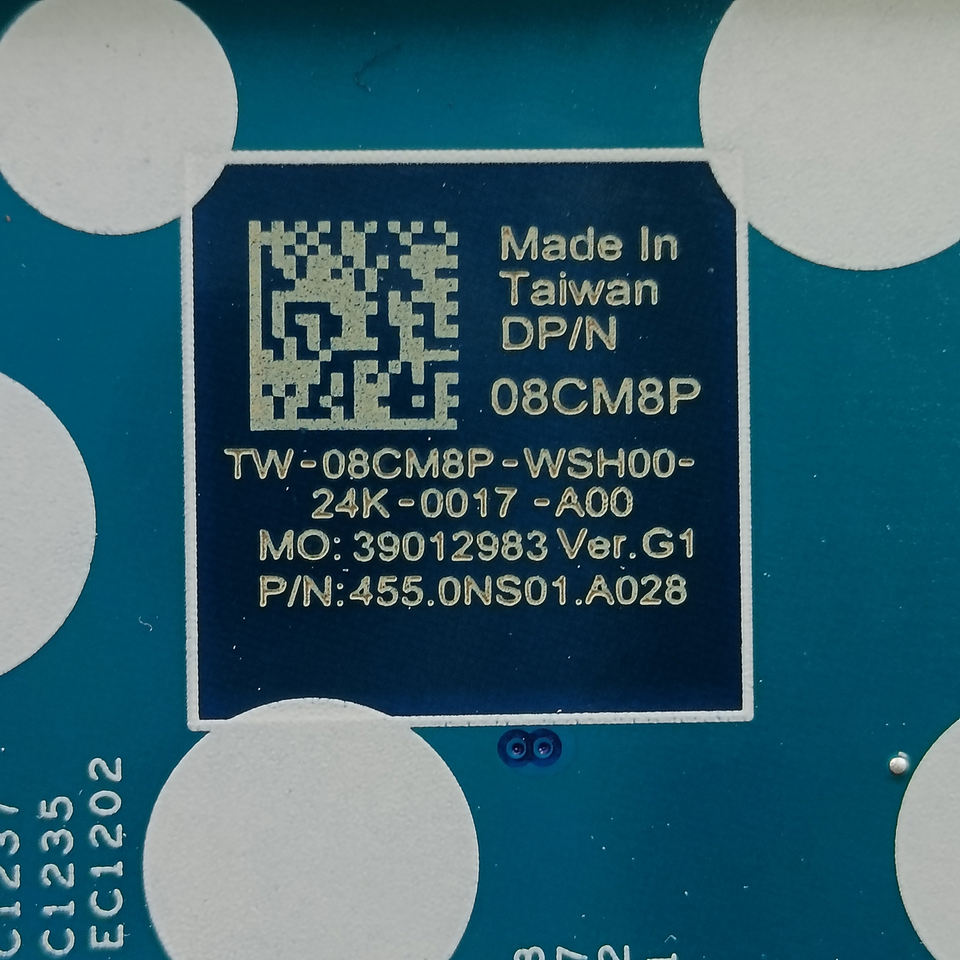 Made In
Taiwan
DP/N
08CM8P
TW-08CM8P-WSH00-
24K-0017-A00
MO: 39012983 Ver.G1
P/N:455.0NS01.A028
C1235
EC1202